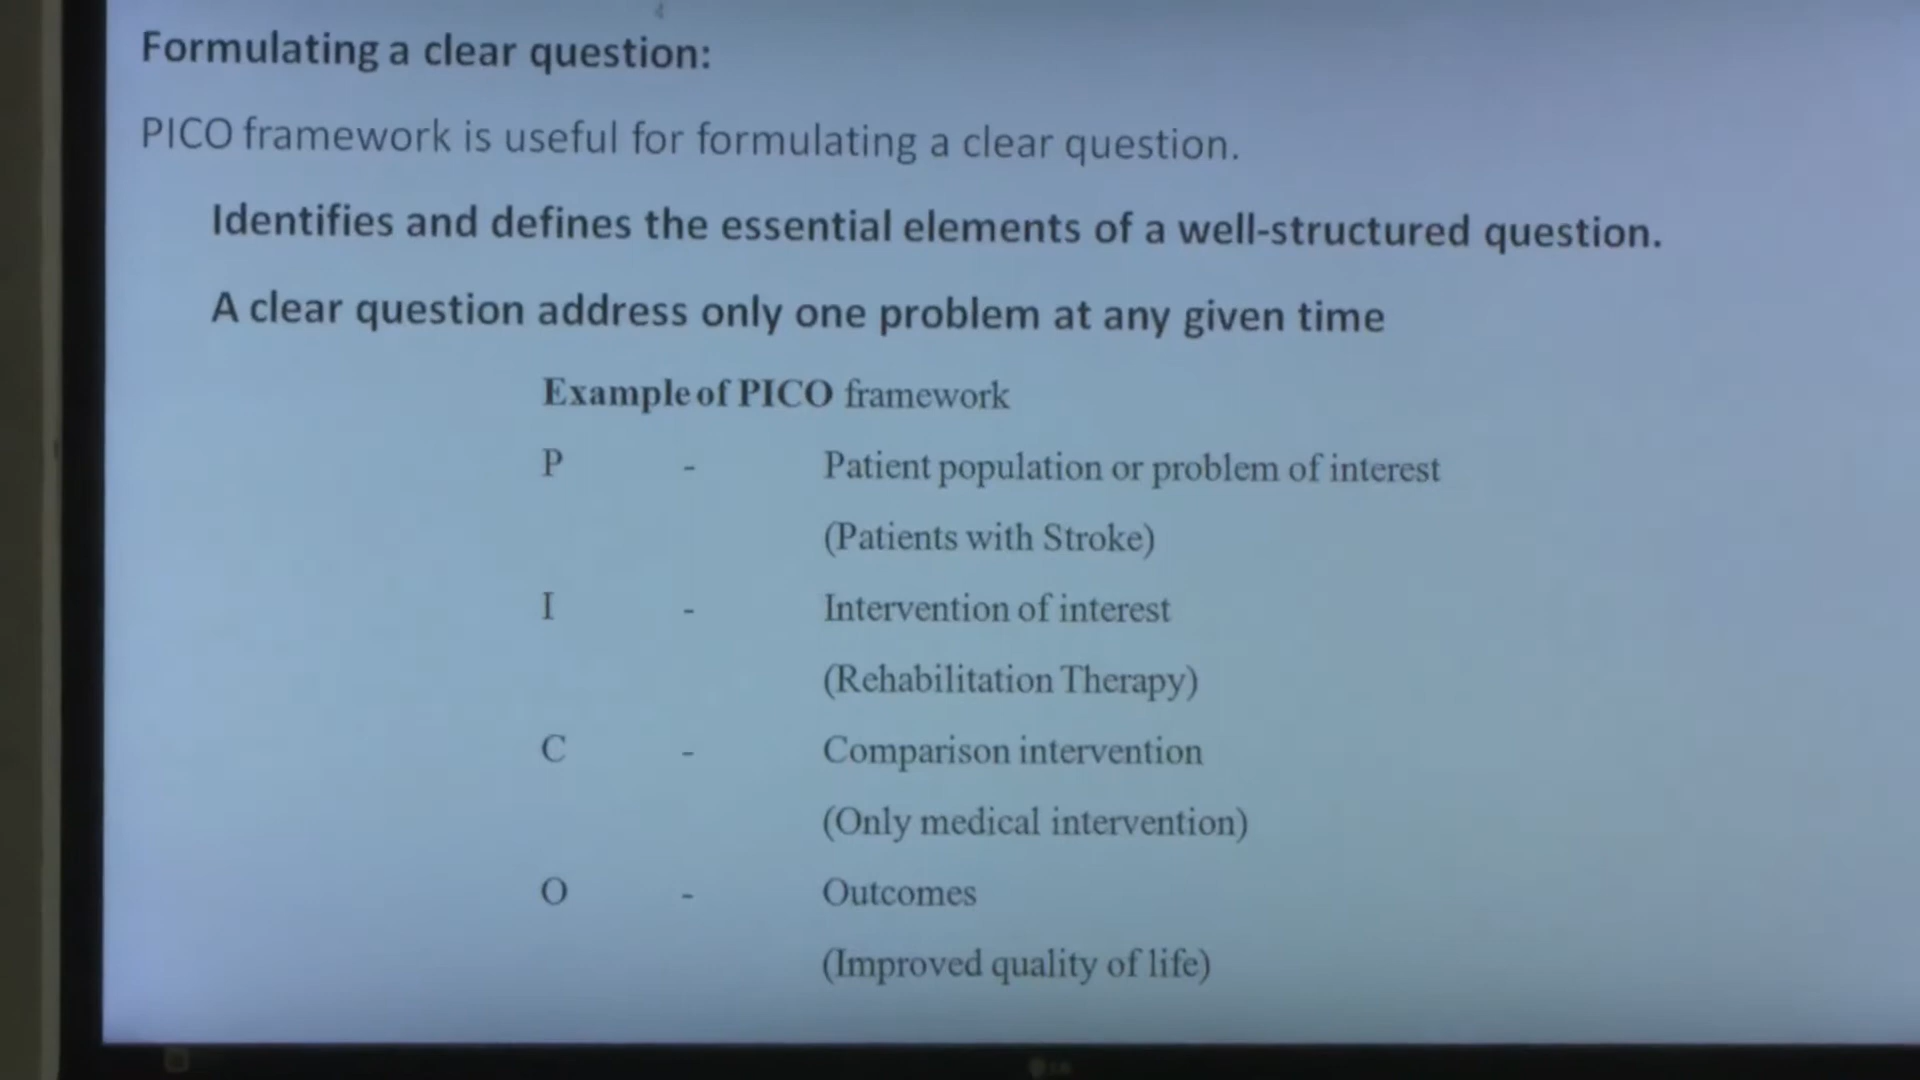 Formulating a clear question:
PICO framework is useful for formulating a clear question.
Identifies and defines the essential elements of a well-structured question.
A clear question address only one problem at any given time
Example of PICO framework
P - Patient population or problem of interest
(Patients with Stroke)
I - Intervention of interest
(Rehabilitation Therapy)
C - Comparison intervention
(Only medical intervention)
O - Outcomes
(Improved quality of life)